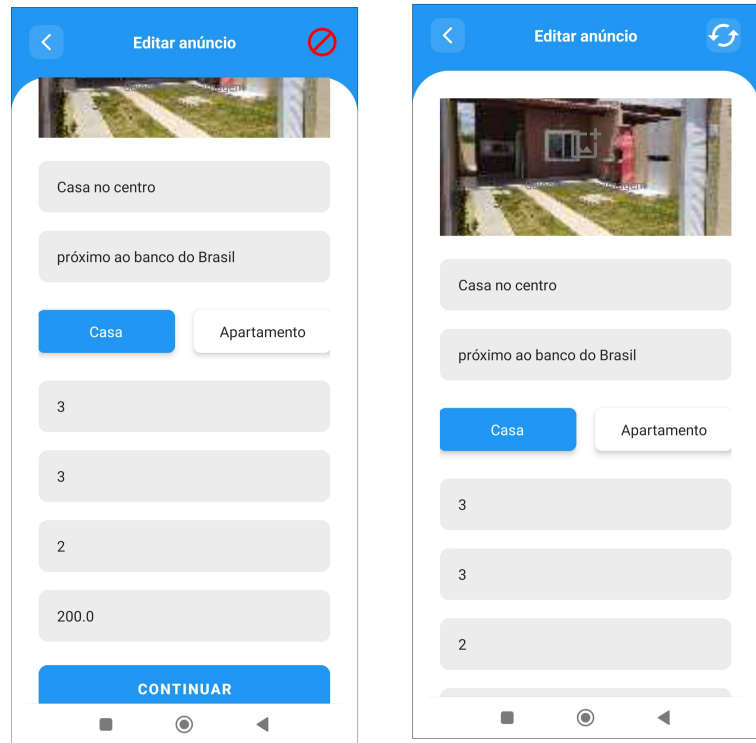 Editar anúncio
Casa no centro
próximo ao banco do Brasil
Casa
Apartamento
3
3
2
200.0
CONTINUAR
Editar anúncio
Casa no centro
próximo ao banco do Brasil
Casa
Apartamento
3
3
2